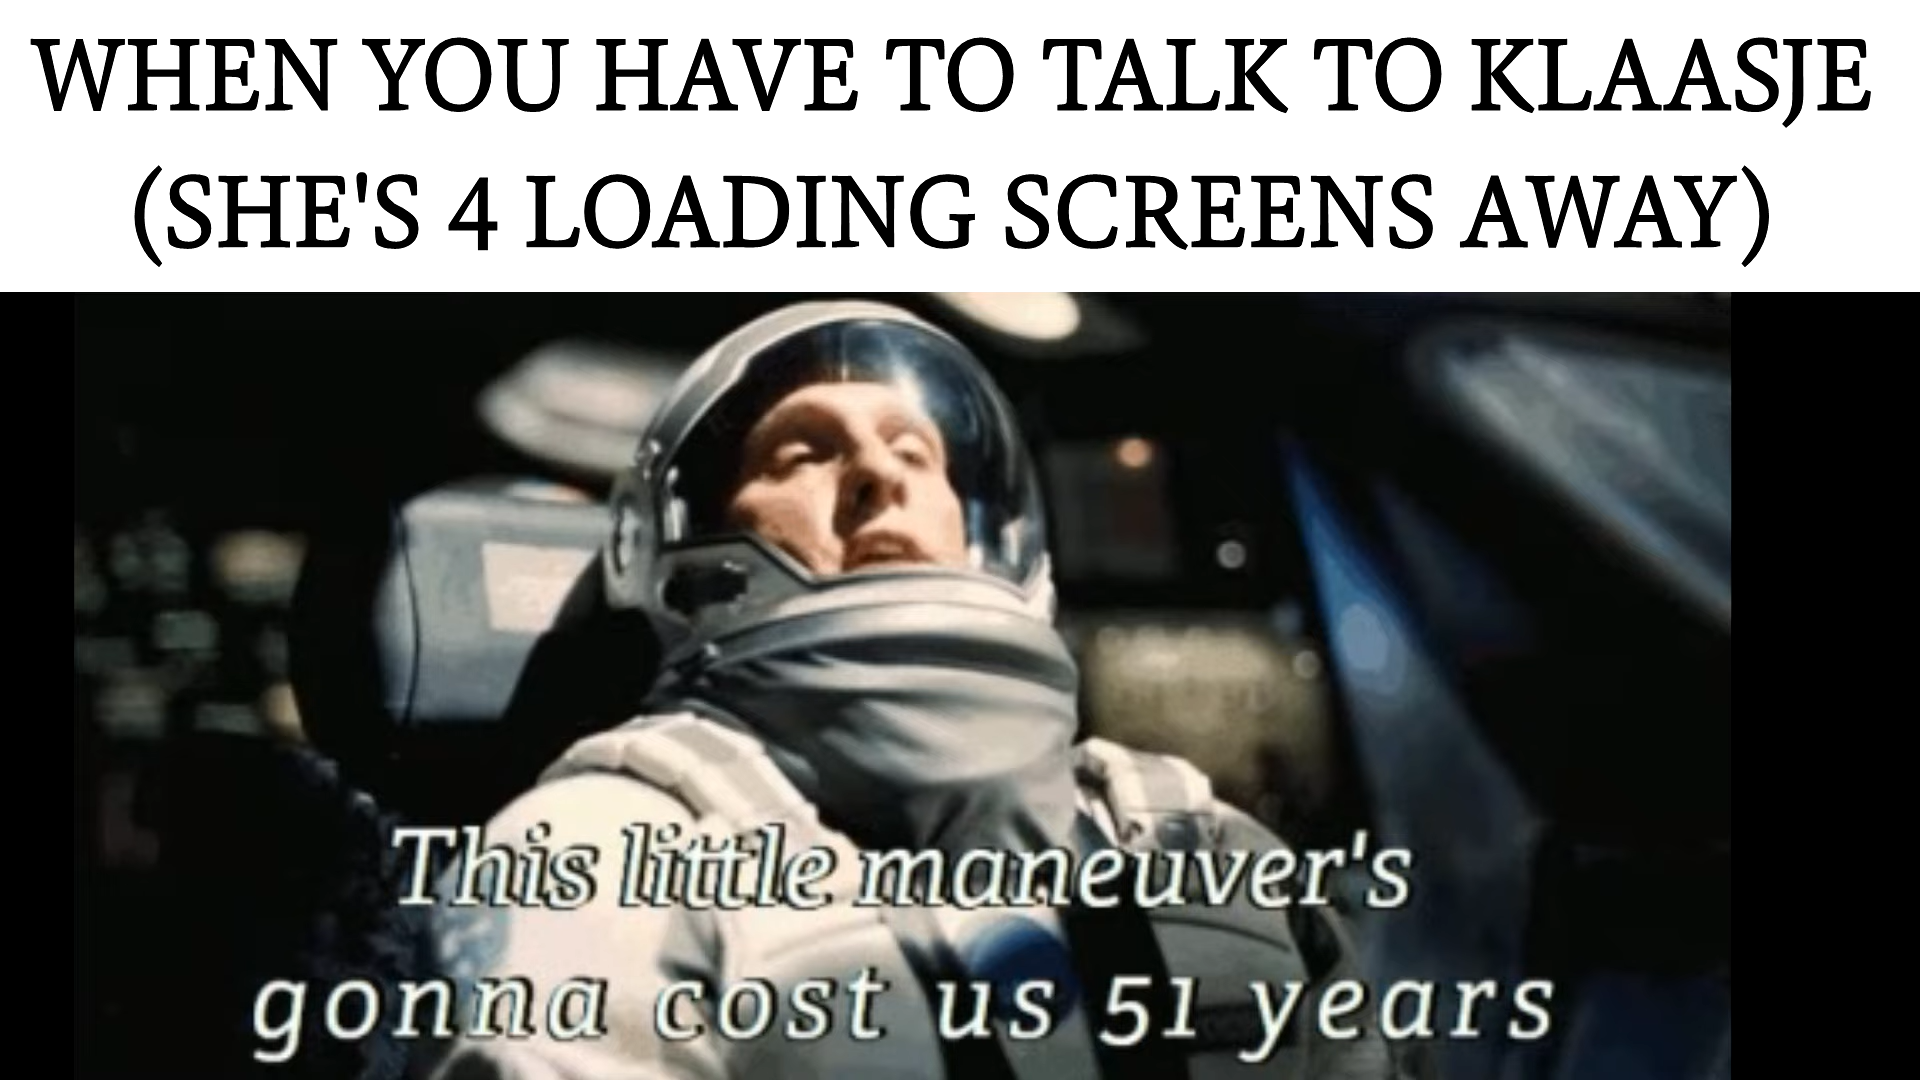 WHEN YOU HAVE TO TALK TO KLAASJE
(SHE'S 4 LOADING SCREENS AWAY)
This little maneuver's
gonna cost us 51 years